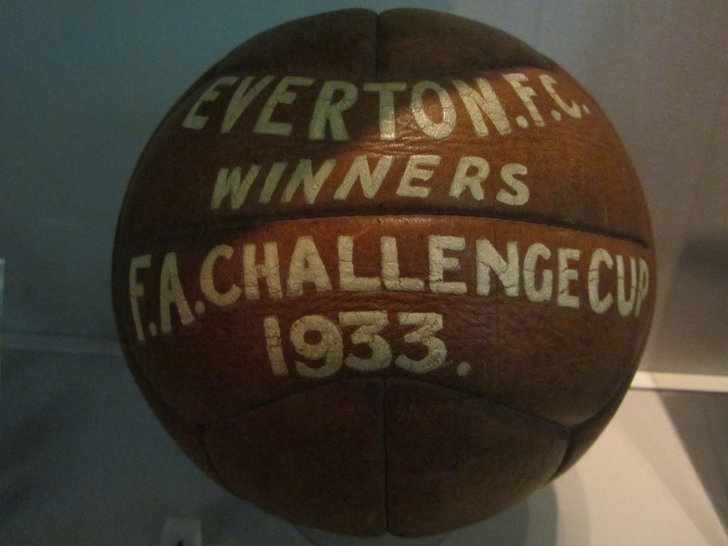 EVERTON.F.C.
WINNERS
F.A.CHALLENGE CUP
1933.